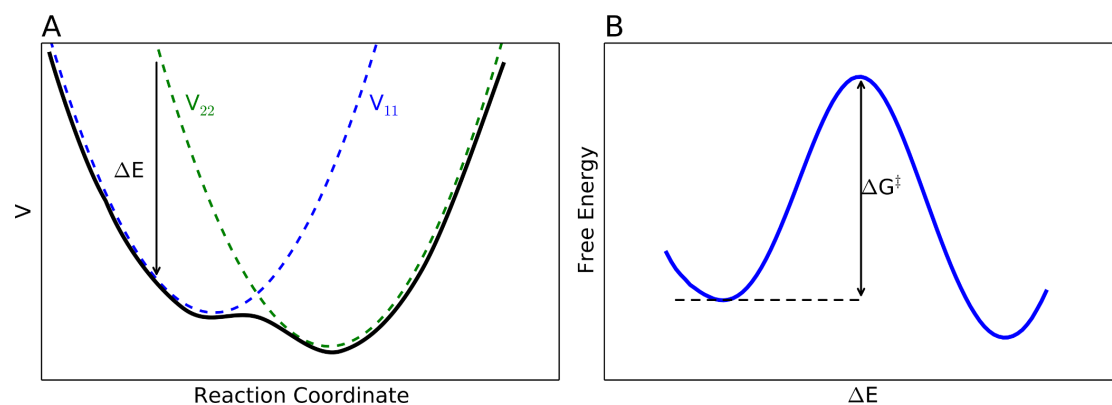 A
V₂₂
V₁₁
ΔE
V
Reaction Coordinate
B
ΔG‡
Free Energy
ΔE